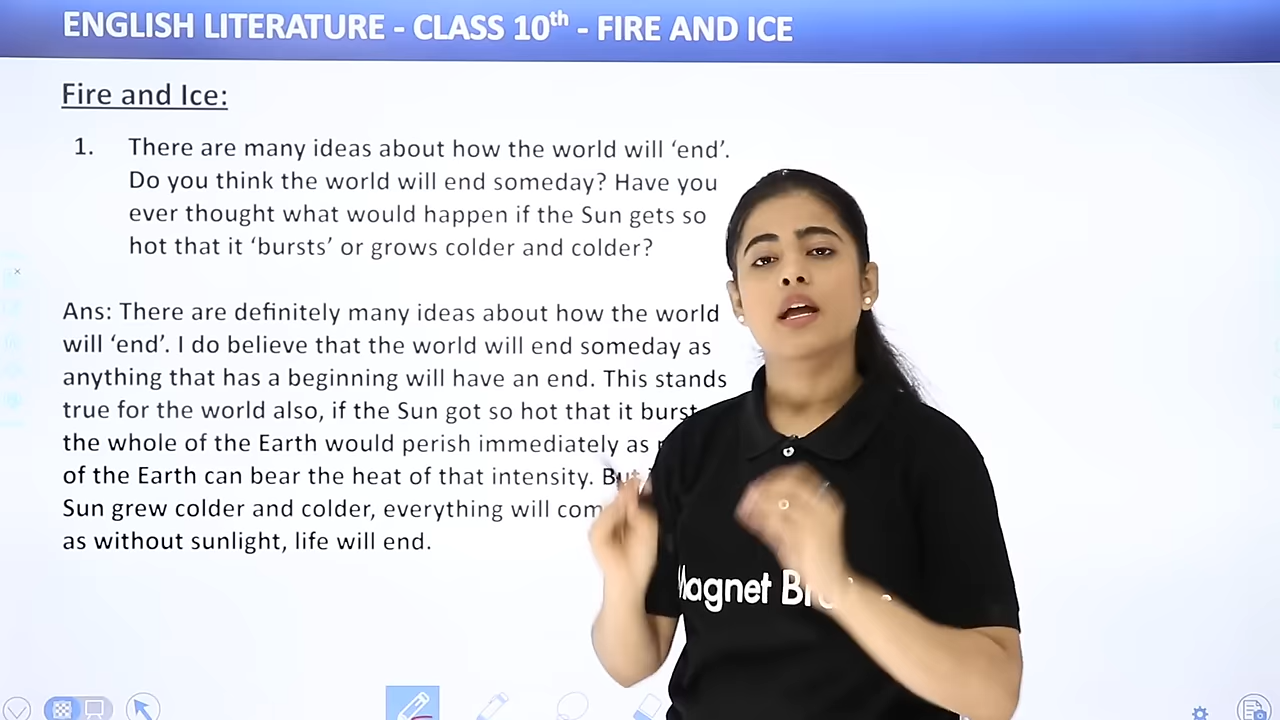 ENGLISH LITERATURE - CLASS 10th - FIRE AND ICE
Fire and Ice:
1. There are many ideas about how the world will ‘end’.
Do you think the world will end someday? Have you
ever thought what would happen if the Sun gets so
hot that it ‘bursts’ or grows colder and colder?
Ans: There are definitely many ideas about how the world
will ‘end’. I do believe that the world will end someday as
anything that has a beginning will have an end. This stands
true for the world also, if the Sun got so hot that it burst
the whole of the Earth would perish immediately as
of the Earth can bear the heat of that intensity. But
Sun grew colder and colder, everything will
as without sunlight, life will end.
Magnet